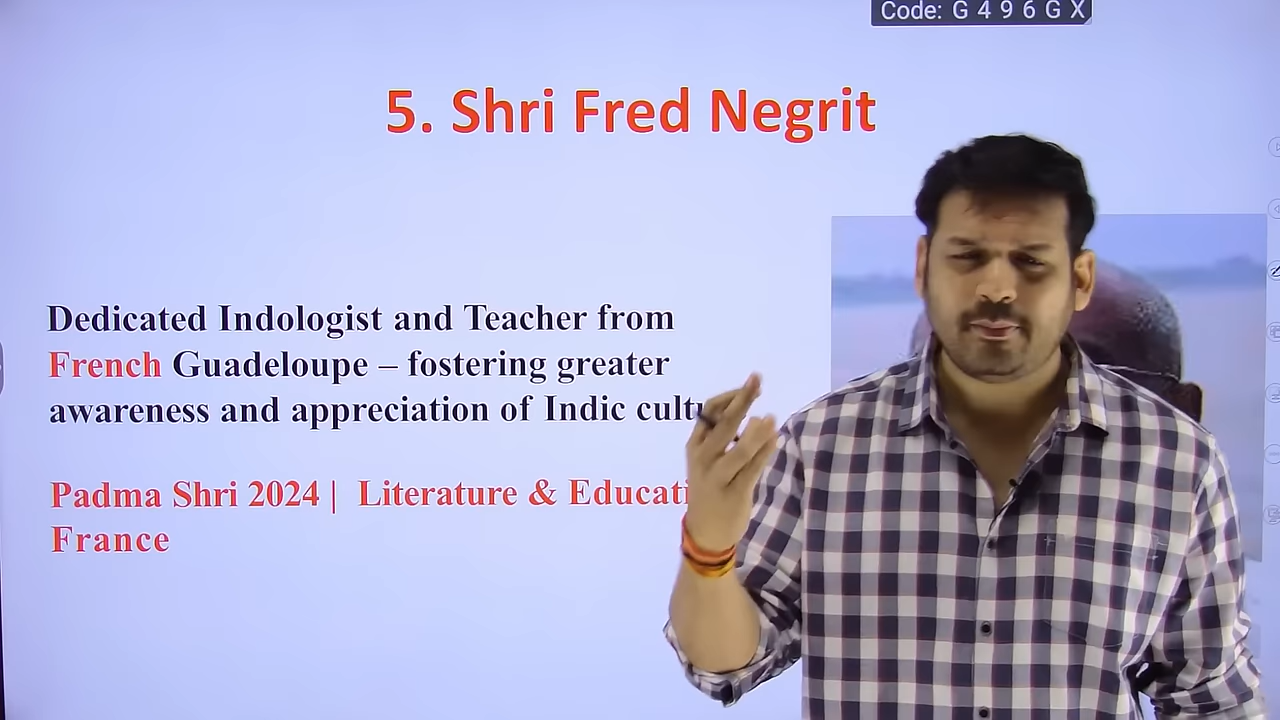 Code: G 4 9 6 G X
5. Shri Fred Negrit
Dedicated Indologist and Teacher from
French Guadeloupe – fostering greater
awareness and appreciation of Indic
Padma Shri 2024 | Literature &
France